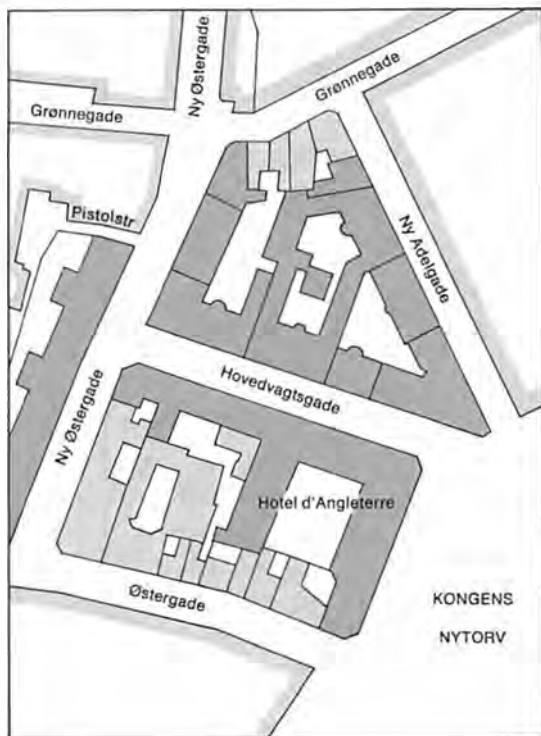 Ny Østergade
Grønnegade
Grønnegade
Pistolstr
Ny Adelgade
Hovedvagtsgade
Ny Østergade
Hotel d'Angleterre
Østergade
KONGENS
NYTORV